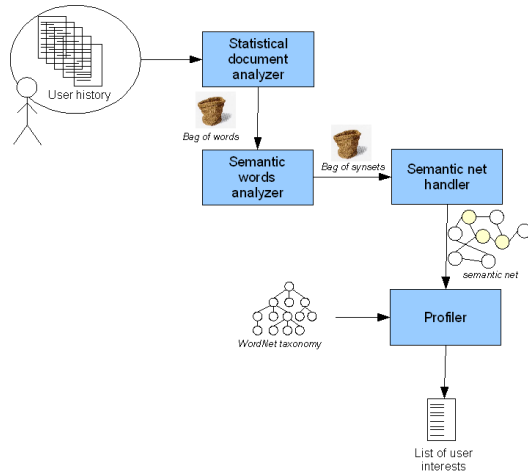 User history
Statistical
document
analyzer
Bag of words
Semantic
words
analyzer
Bag of synsets
Semantic net
handler
semantic net
WordNet taxonomy
Profiler
List of user
interests